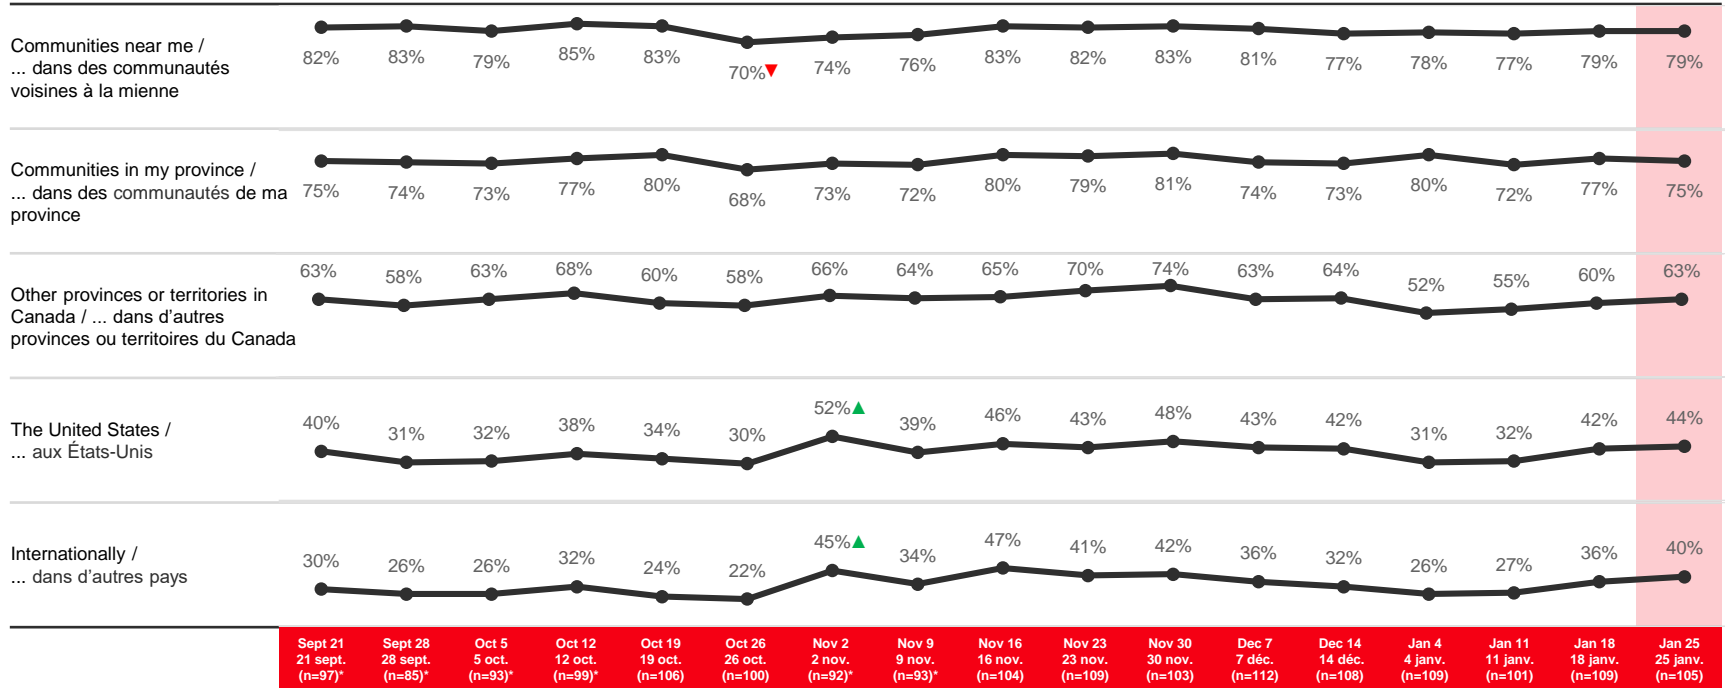 Communities near me /
... dans des communautés
voisines à la mienne
82% 83% 79% 85% 83% 70%▼ 74% 76% 83% 82% 83% 81% 77% 78% 77% 79% 79%
Communities in my province /
... dans des communautés de ma
province
75% 74% 73% 77% 80% 68% 73% 72% 80% 79% 81% 74% 73% 80% 72% 77% 75%
Other provinces or territories in
Canada / ... dans d'autres
provinces ou territoires du Canada
63% 58% 63% 68% 60% 58% 66% 64% 65% 70% 74% 63% 64% 52% 55% 60% 63%
The United States /
... aux États-Unis
40% 31% 32% 38% 34% 30% 52%▲ 39% 46% 43% 48% 43% 42% 31% 32% 42% 44%
Internationally /
... dans d'autres pays
30% 26% 26% 32% 24% 22% 45%▲ 34% 47% 41% 42% 36% 32% 26% 27% 36% 40%
Sept 21 Sept 28 Oct 5 Oct 12 Oct 19 Oct 26 Nov 2 Nov 9 Nov 16 Nov 23 Nov 30 Dec 7 Dec 14 Jan 4 Jan 11 Jan 18 Jan 25
21 sept. 28 sept. 5 oct. 12 oct. 19 oct. 26 oct. 2 nov. 9 nov. 16 nov. 23 nov. 30 nov. 7 déc. 14 déc. 4 janv. 11 janv. 18 janv. 25 janv.
(n=97)* (n=85)* (n=93)* (n=99)* (n=106) (n=100) (n=92)* (n=93)* (n=104) (n=109) (n=103) (n=112) (n=108) (n=109) (n=101) (n=109) (n=105)